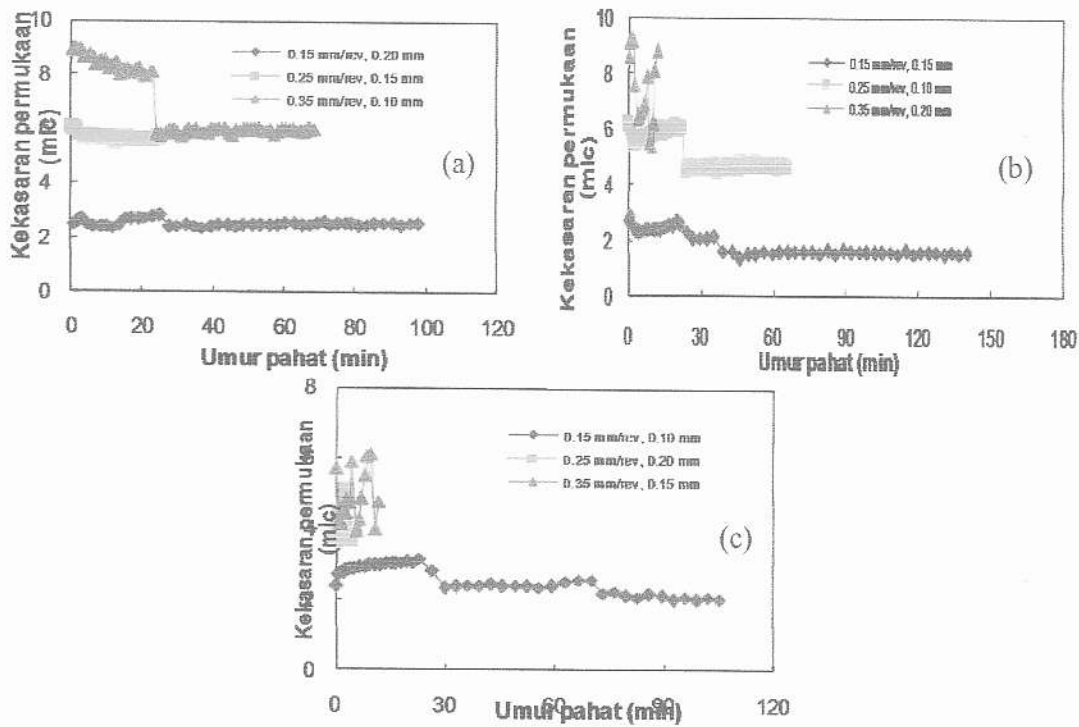 Kekasaran permukaan
(mic)
10
8
6
4
2
0
0.15 mm/rev, 0.20 mm
0.25 mm/rev, 0.15 mm
0.35 mm/rev, 0.10 mm
(a)
0 20 40 60 80 100 120
Umur pahat (min)
Kekasaran permukaan
(mic)
10
8
6
4
2
0
0.15 mm/rev, 0.15 mm
0.25 mm/rev, 0.10 mm
0.35 mm/rev, 0.20 mm
(b)
0 30 60 90 120 150 180
Umur pahat (min)
Kekasaran permukaan
(mic)
8
0
0.15 mm/rev, 0.10 mm
0.25 mm/rev, 0.20 mm
0.35 mm/rev, 0.15 mm
(c)
0 30 60 90 120
Umur pahat (min)